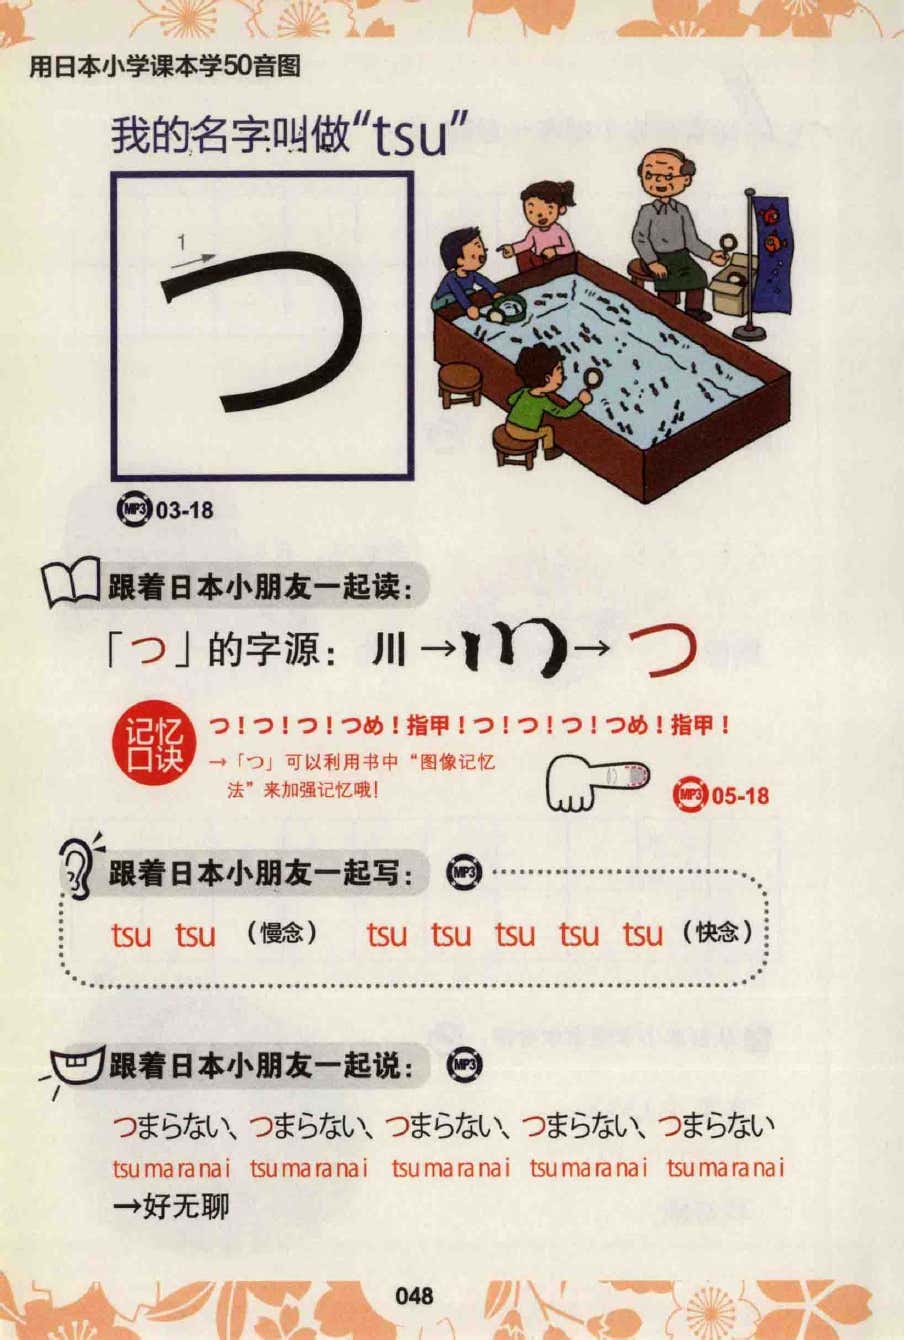 用日本小学课本学50音图
我的名字叫做“tsu”
1
つ
MP3 03-18
跟着日本小朋友一起读：
「つ」的字源：川→川→つ
记忆
口诀
つ！つ！つ！つめ！指甲！つ！つ！つ！つめ！指甲！
→「つ」可以利用书中“图像记忆
法”来加强记忆哦！
MP3 05-18
跟着日本小朋友一起写： MP3
tsu tsu （慢念） tsu tsu tsu tsu tsu （快念）
跟着日本小朋友一起说： MP3
つまらない、つまらない、つまらない、つまらない、つまらない
tsumaranai tsumaranai tsumaranai tsumaranai tsumaranai
→好无聊
048